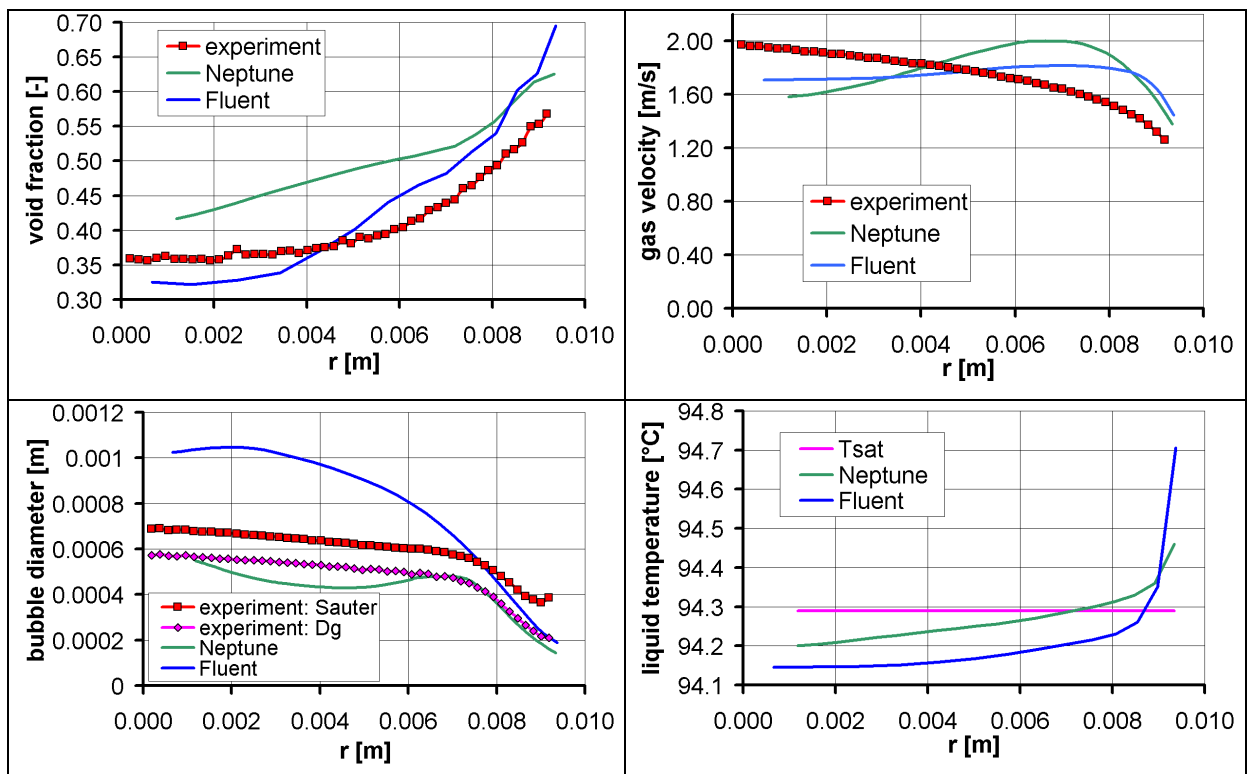 void fraction [-]
0.70
0.65
0.60
0.55
0.50
0.45
0.40
0.35
0.30
experiment
Neptune
Fluent
0.000 0.002 0.004 0.006 0.008 0.010
r [m]
gas velocity [m/s]
2.00
1.60
1.20
0.80
0.40
0.00
experiment
Neptune
Fluent
0.000 0.002 0.004 0.006 0.008 0.010
r [m]
bubble diameter [m]
0.0012
0.001
0.0008
0.0006
0.0004
0.0002
0
experiment: Sauter
experiment: Dg
Neptune
Fluent
0.000 0.002 0.004 0.006 0.008 0.010
r [m]
liquid temperature [°C]
94.8
94.7
94.6
94.5
94.4
94.3
94.2
94.1
Tsat
Neptune
Fluent
0.000 0.002 0.004 0.006 0.008 0.010
r [m]